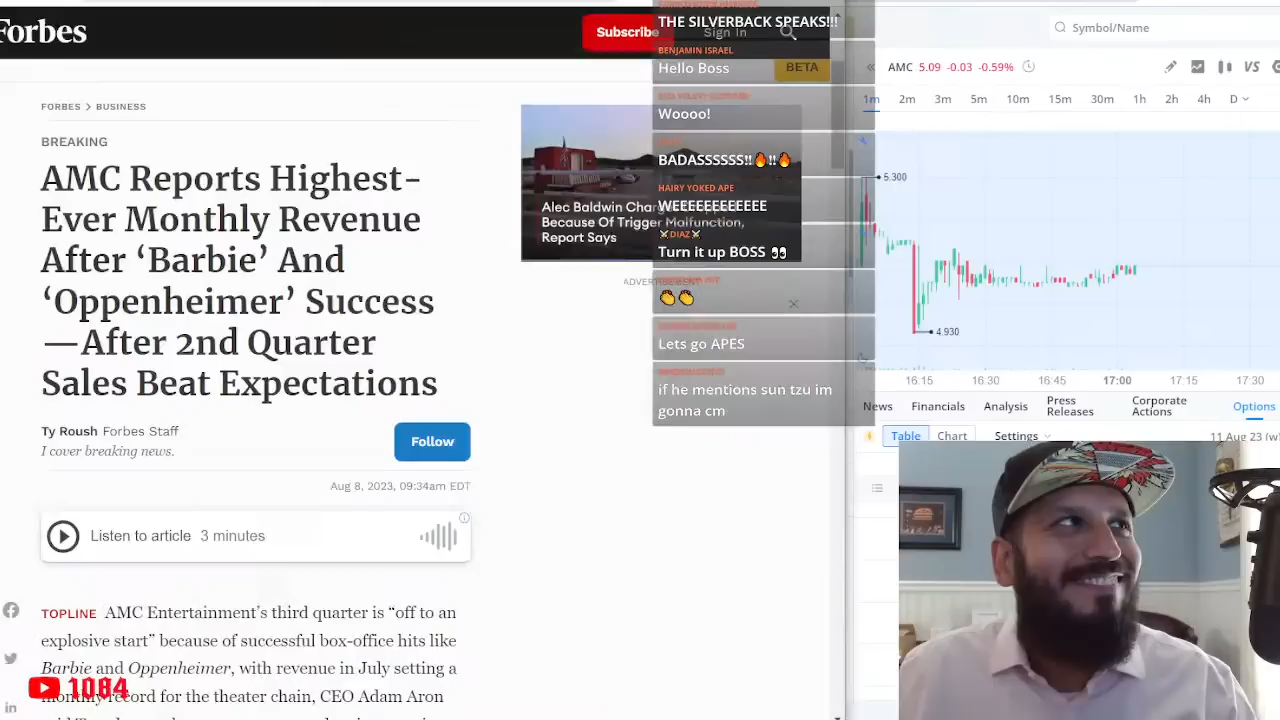 Forbes
Subscribe
Sign In
BETA
FORBES > BUSINESS
BREAKING
AMC Reports Highest-
Ever Monthly Revenue
After ‘Barbie’ And
‘Oppenheimer’ Success
—After 2nd Quarter
Sales Beat Expectations
Ty Roush Forbes Staff
I cover breaking news.
Follow
Aug 8, 2023, 09:34am EDT
Listen to article 3 minutes
TOPLINE AMC Entertainment’s third quarter is “off to an
explosive start” because of successful box-office hits like
Barbie and Oppenheimer, with revenue in July setting a
monthly record for the theater chain, CEO Adam Aron
1084
Alec Baldwin
Because Of Trigger Malfunction,
Report Says
ADVERTISEMENT
THE SILVERBACK SPEAKS!!!
BENJAMIN ISRAEL
Hello Boss
Woooo!
BADASSSSSS!!🔥!!🔥
HAIRY YOKED APE
WEEEEEEEEEEE
⚔DIAZ⚔
Turn it up BOSS 👀
👏👏
Lets go APES
if he mentions sun tzu im
gonna cm
Symbol/Name
AMC 5.09 -0.03 -0.59%
VS
1m 2m 3m 5m 10m 15m 30m 1h 2h 4h D
5.300
4.930
16:15 16:30 16:45 17:00 17:15 17:30
News Financials Analysis Press Releases Corporate Actions Options
Table Chart Settings
11 Aug 23